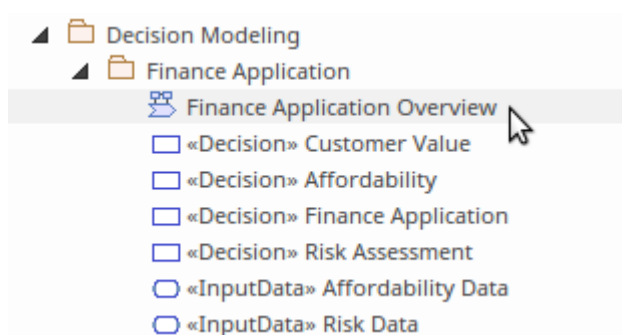 Decision Modeling
Finance Application
Finance Application Overview
«Decision» Customer Value
«Decision» Affordability
«Decision» Finance Application
«Decision» Risk Assessment
«InputData» Affordability Data
«InputData» Risk Data